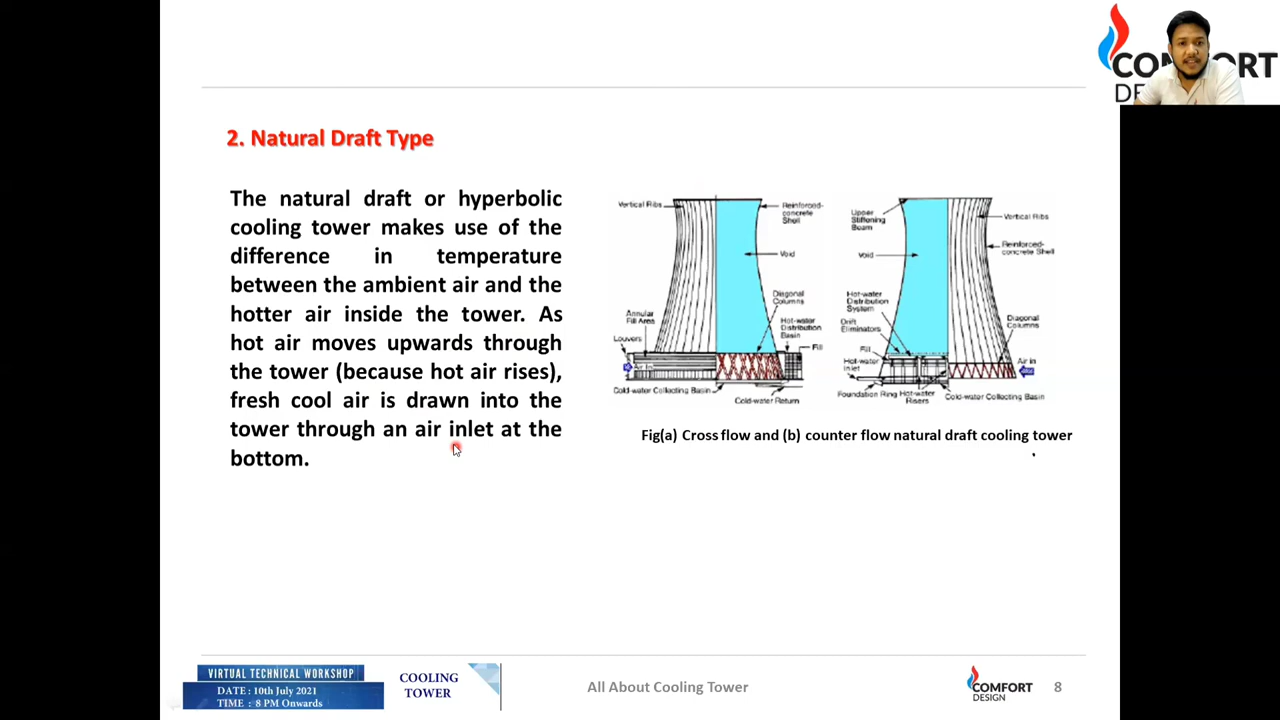 COMFORT
DE
2. Natural Draft Type
The natural draft or hyperbolic
cooling tower makes use of the
difference in temperature
between the ambient air and the
hotter air inside the tower. As
hot air moves upwards through
the tower (because hot air rises),
fresh cool air is drawn into the
tower through an air inlet at the
bottom.
Vertical Ribs
Reinforced-
concrete
Shell
Void
Diagonal
Columns
Annular
Fill Area
Hot-water
Distribution
Basin
Louvers
Fill
Air In
Cold-water Collecting Basin
Cold-water Return
Upper
Stiffening
Beam
Vertical Ribs
Reinforced-
concrete Shell
Void
Hot-water
Distribution
System
Drift
Eliminators
Diagonal
Columns
Fill
Hot-water
Inlet
Air in
Foundation Ring
Hot-water
Risers
Cold-water Collecting Basin
Fig(a) Cross flow and (b) counter flow natural draft cooling tower
VIRTUAL TECHNICAL WORKSHOP
DATE : 10th July 2021
TIME : 8 PM Onwards
COOLING
TOWER
All About Cooling Tower
COMFORT
DESIGN
8